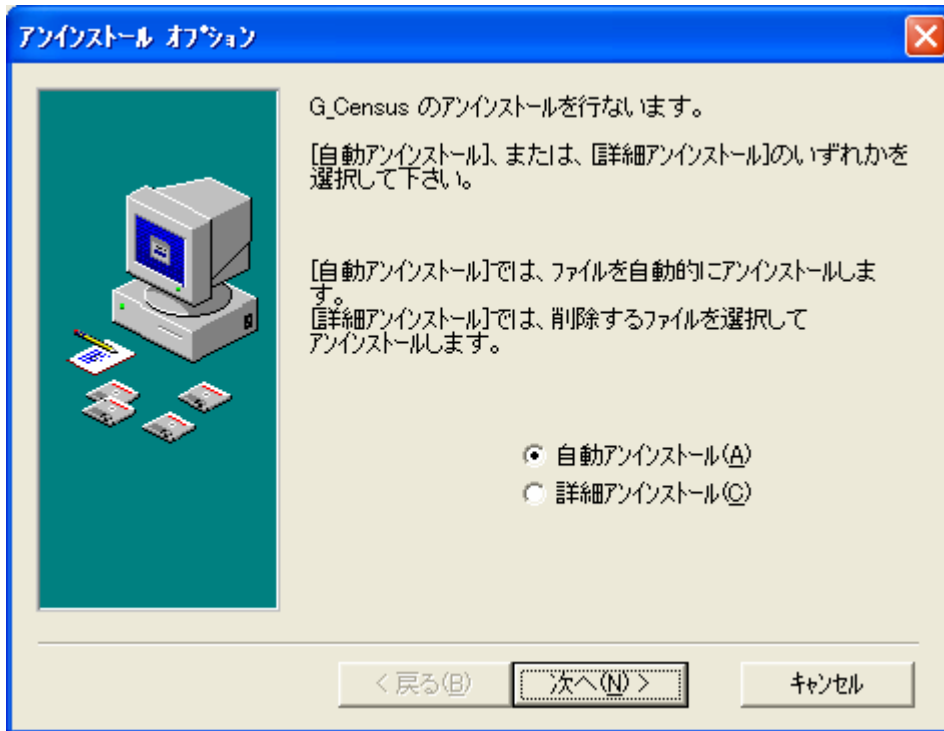 アンインストール オプション
G_Census のアンインストールを行ないます。
[自動アンインストール]、または、[詳細アンインストール]のいずれかを
選択して下さい。
[自動アンインストール]では、ファイルを自動的にアンインストールしま
す。
[詳細アンインストール]では、削除するファイルを選択して
アンインストールします。
自動アンインストール(A)
詳細アンインストール(C)
< 戻る(B)
次へ(N) >
キャンセル